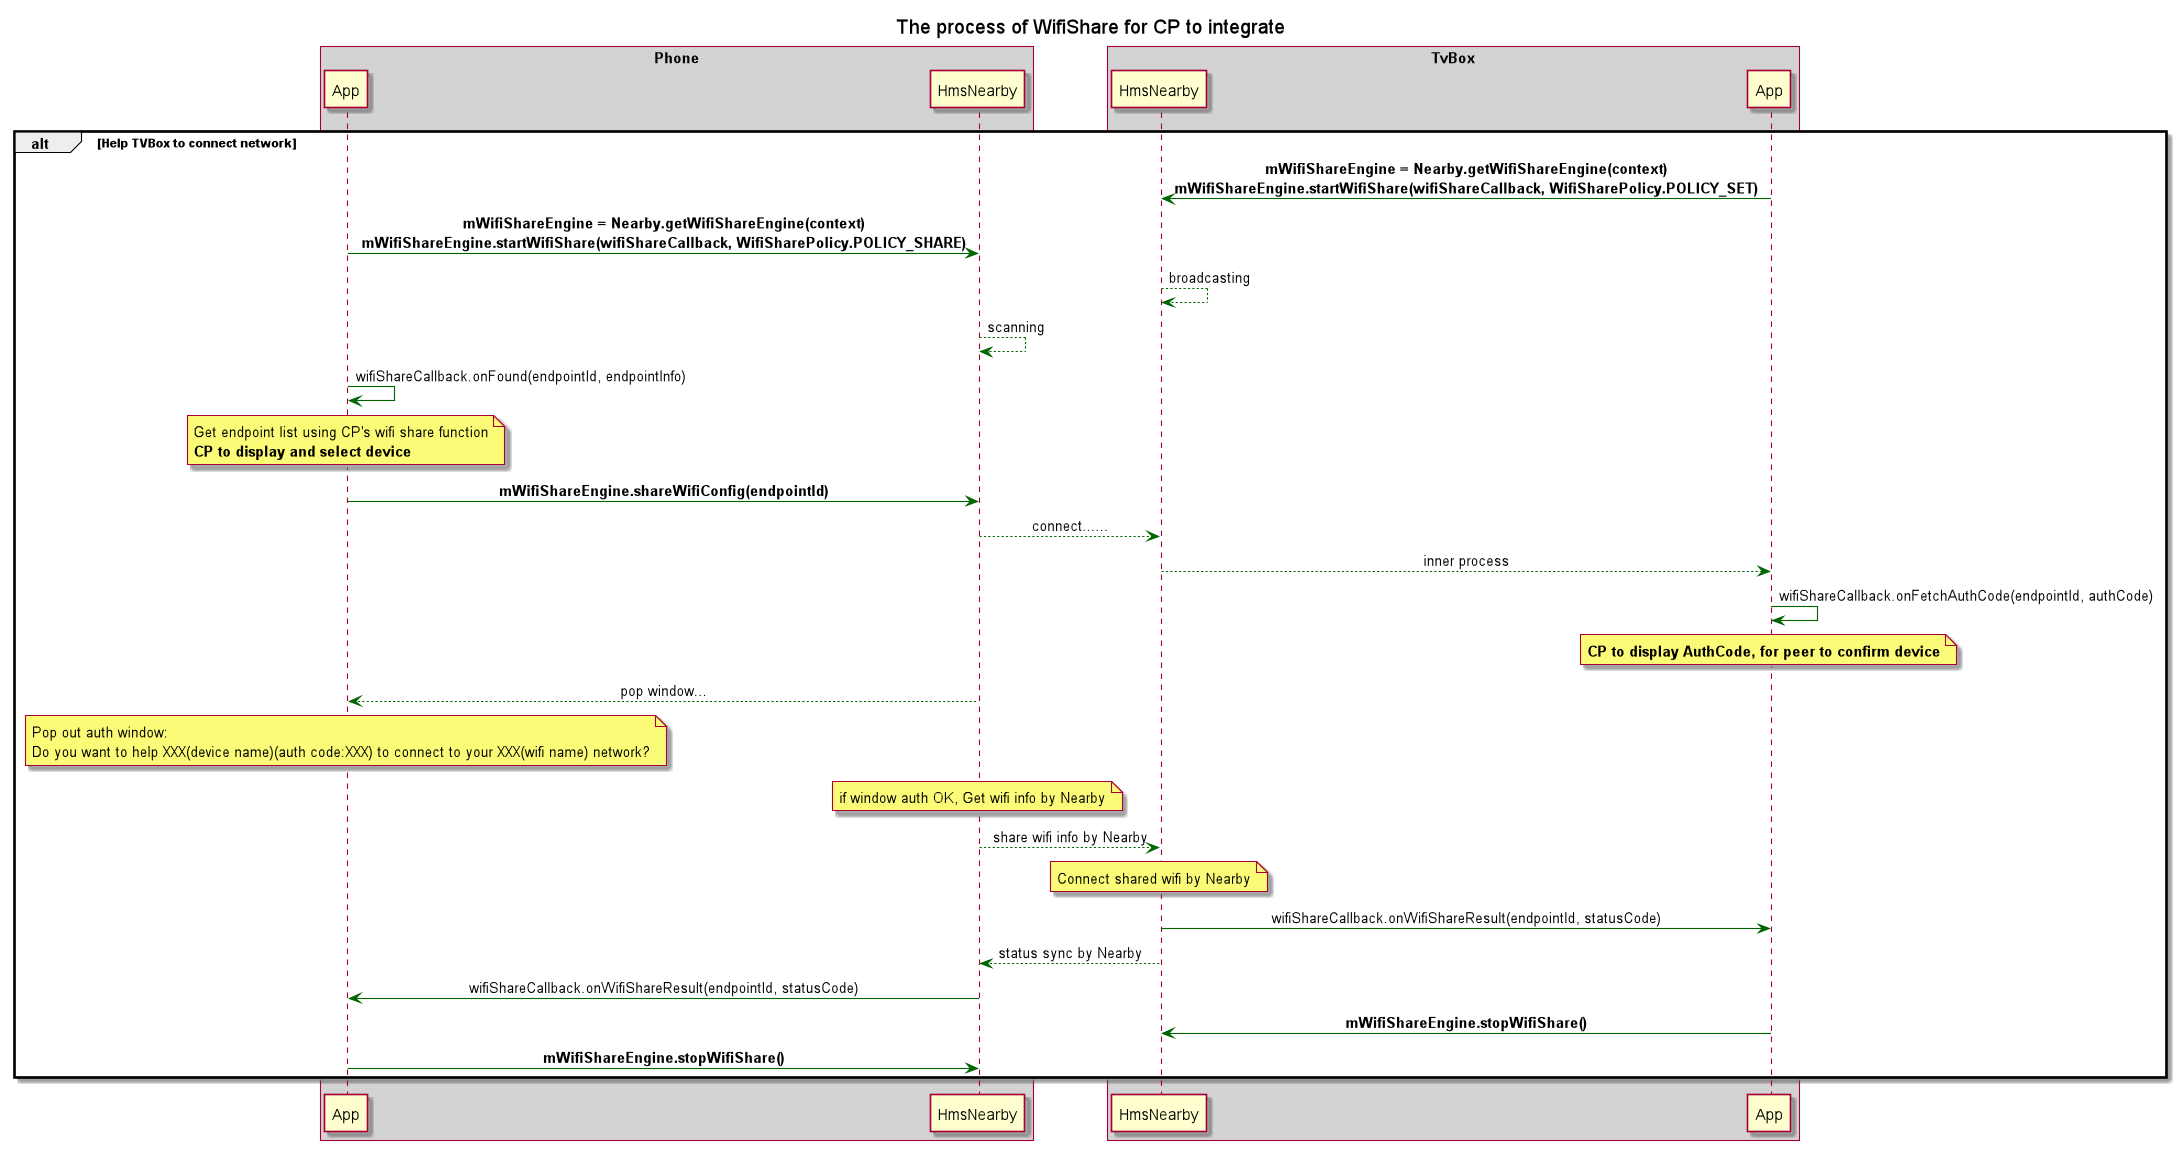 The process of WifiShare for CP to integrate
Phone
TvBox
App
HmsNearby
HmsNearby
App
alt
[Help TVBox to connect network]
mWifiShareEngine = Nearby.getWifiShareEngine(context)
mWifiShareEngine.startWifiShare(wifiShareCallback, WifiSharePolicy.POLICY_SET)
mWifiShareEngine = Nearby.getWifiShareEngine(context)
mWifiShareEngine.startWifiShare(wifiShareCallback, WifiSharePolicy.POLICY_SHARE)
broadcasting
scanning
wifiShareCallback.onFound(endpointId, endpointInfo)
Get endpoint list using CP's wifi share function
CP to display and select device
mWifiShareEngine.shareWifiConfig(endpointId)
connect......
inner process
wifiShareCallback.onFetchAuthCode(endpointId, authCode)
CP to display AuthCode, for peer to confirm device
pop window...
Pop out auth window:
Do you want to help XXX(device name)(auth code:XXX) to connect to your XXX(wifi name) network?
if window auth OK, Get wifi info by Nearby
share wifi info by Nearby
Connect shared wifi by Nearby
wifiShareCallback.onWifiShareResult(endpointId, statusCode)
status sync by Nearby
wifiShareCallback.onWifiShareResult(endpointId, statusCode)
mWifiShareEngine.stopWifiShare()
mWifiShareEngine.stopWifiShare()
App
HmsNearby
HmsNearby
App